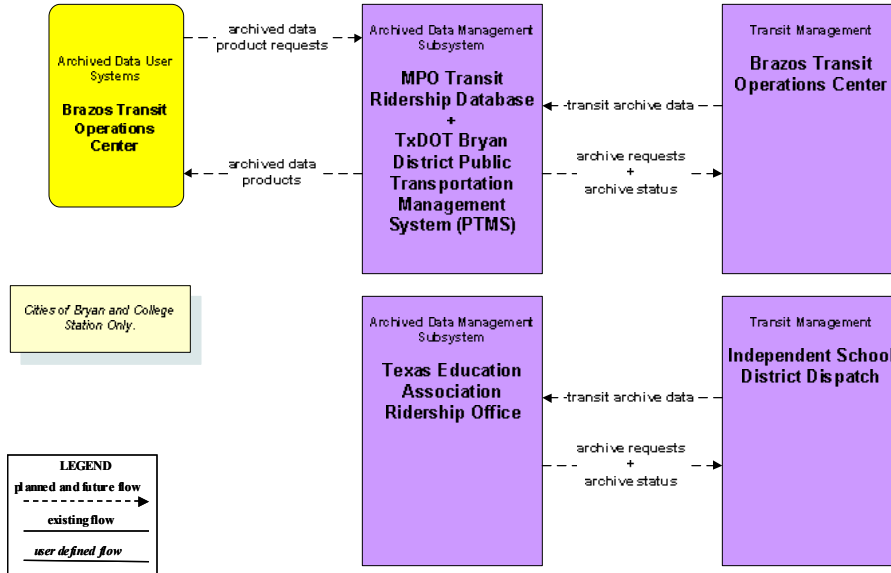 Archived Data User
Systems
Brazos Transit
Operations
Center
archived data
product requests
archived data
products
Archived Data Management
Subsystem
MPO Transit
Ridership Database
+
TxDOT Bryan
District Public
Transportation
Management
System (PTMS)
transit archive data
archive requests
+
archive status
Transit Management
Brazos Transit
Operations Center
Cities of Bryan and College
Station Only.
Archived Data Management
Subsystem
Texas Education
Association
Ridership Office
transit archive data
archive requests
+
archive status
Transit Management
Independent School
District Dispatch
LEGEND
planned and future flow
existing flow
user defined flow